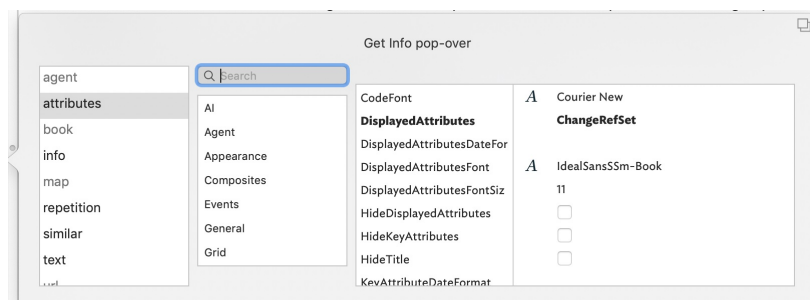 Get Info pop-over
agent
attributes
book
info
map
repetition
similar
text
url
Search
AI
Agent
Appearance
Composites
Events
General
Grid
CodeFont A Courier New
DisplayedAttributes ChangeRefSet
DisplayedAttributesDateFor
DisplayedAttributesFont A IdealSansSSm-Book
DisplayedAttributesFontSiz 11
HideDisplayedAttributes
HideKeyAttributes
HideTitle
KeyAttributeDateFormat